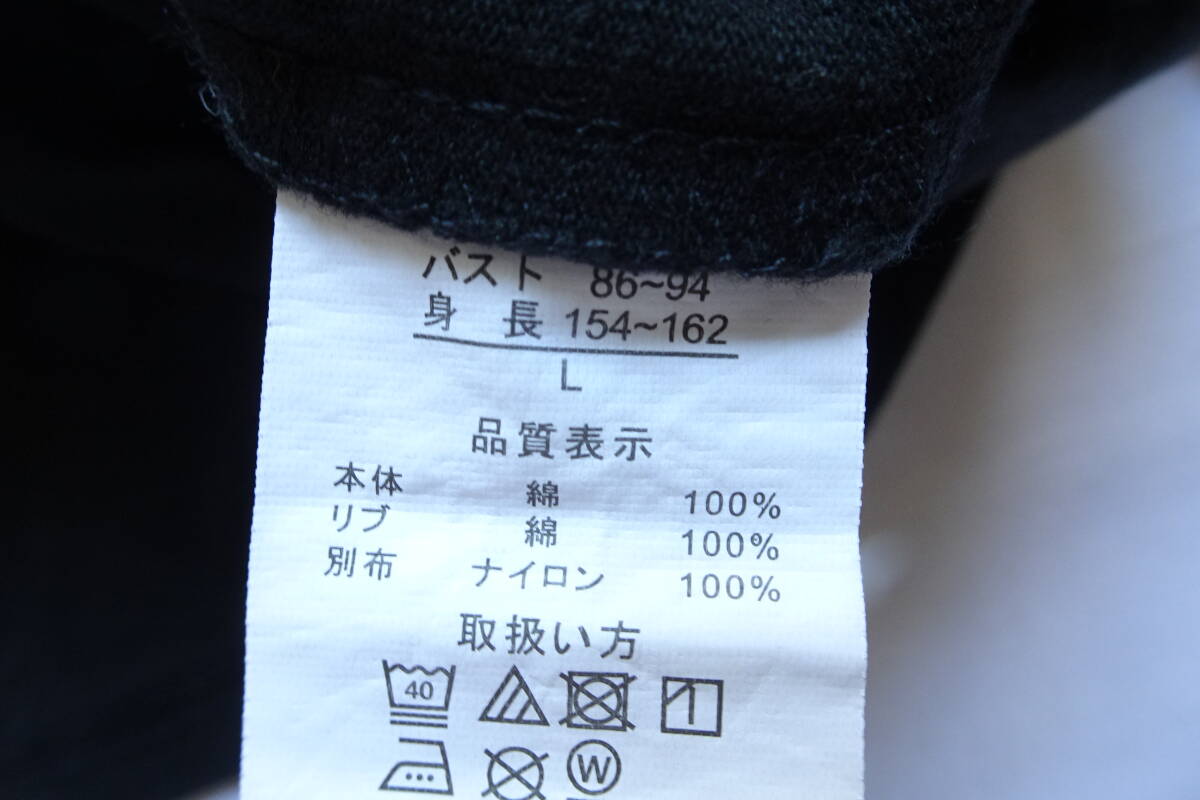 バスト 86~94
身 長 154~162
L
品質表示
本体 綿 100%
リブ 綿 100%
別布 ナイロン 100%
取扱い方
40
W